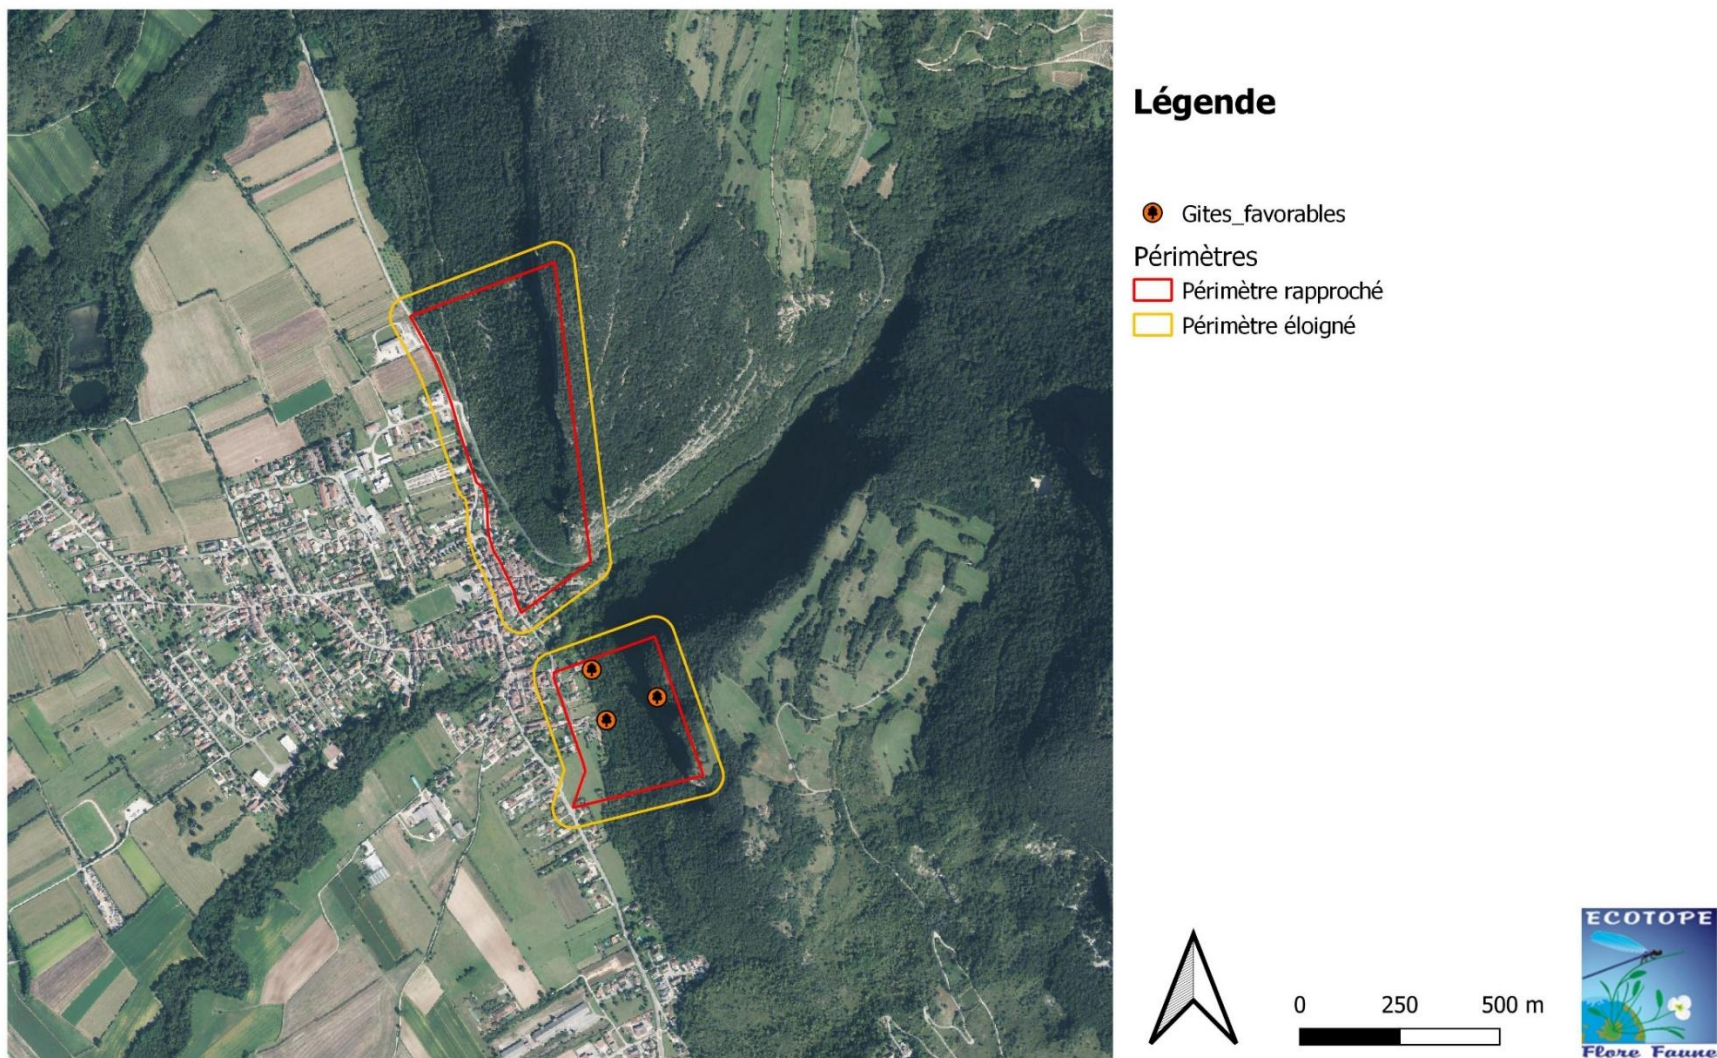 Légende
Gites_favorables
Périmètres
Périmètre rapproché
Périmètre éloigné
0 250 500 m
ECOTOPE
Flore Faune